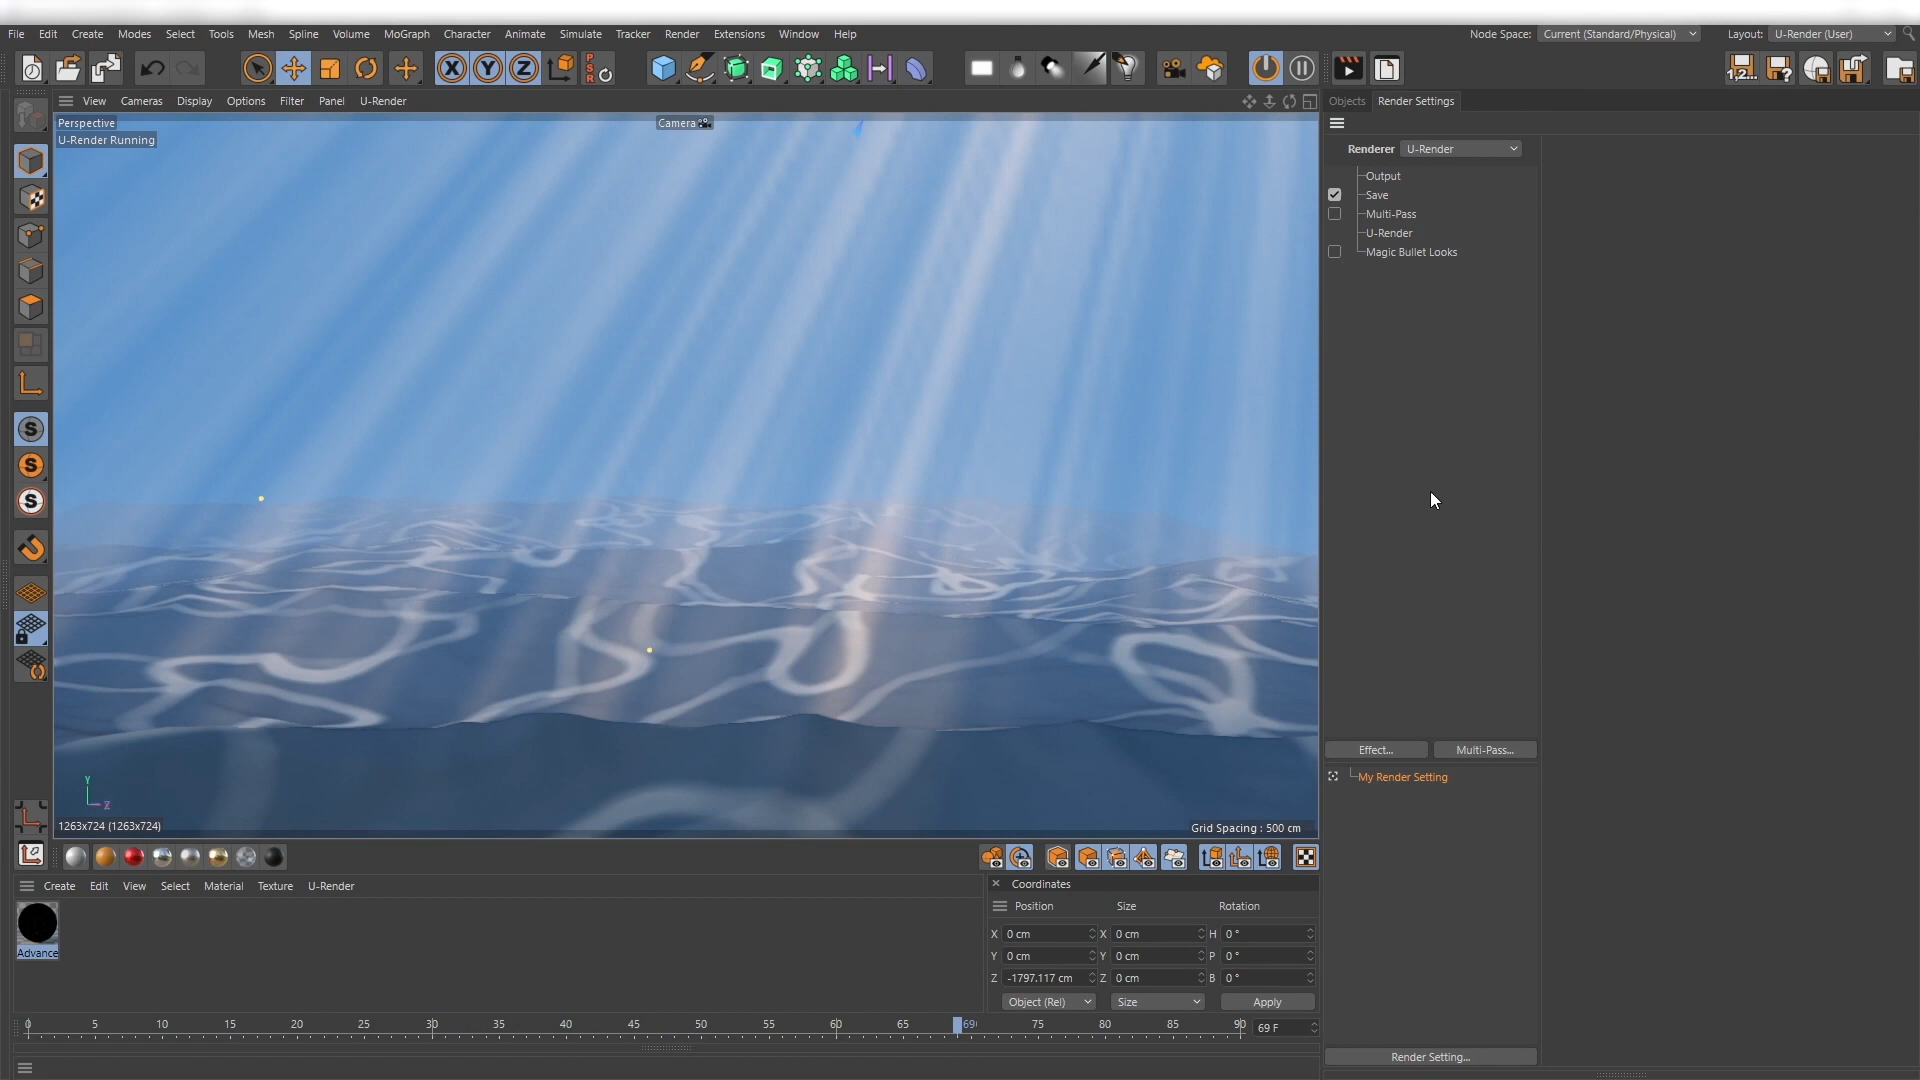 File Edit Create Modes Select Tools Mesh Spline Volume MoGraph Character Animate Simulate Tracker Render Extensions Window Help Node Space: Current (Standard/Physical) Layout: U-Render (User)
X Y Z PSR 1,2...
View Cameras Display Options Filter Panel U-Render
Objects Render Settings
Perspective
Camera
U-Render Running
Renderer U-Render
Output
Save
Multi-Pass
U-Render
Magic Bullet Looks
S
S
S
Effect... Multi-Pass...
My Render Setting
Y
Z
1263x724 (1263x724)
Grid Spacing : 500 cm
Create Edit View Select Material Texture U-Render
Advance
Coordinates
Position Size Rotation
X 0 cm X 0 cm H 0 °
Y 0 cm Y 0 cm P 0 °
Z -1797.117 cm Z 0 cm B 0 °
Object (Rel) Size Apply
0 5 10 15 20 25 30 35 40 45 50 55 60 65 69 75 80 85 90 69 F
Render Setting...